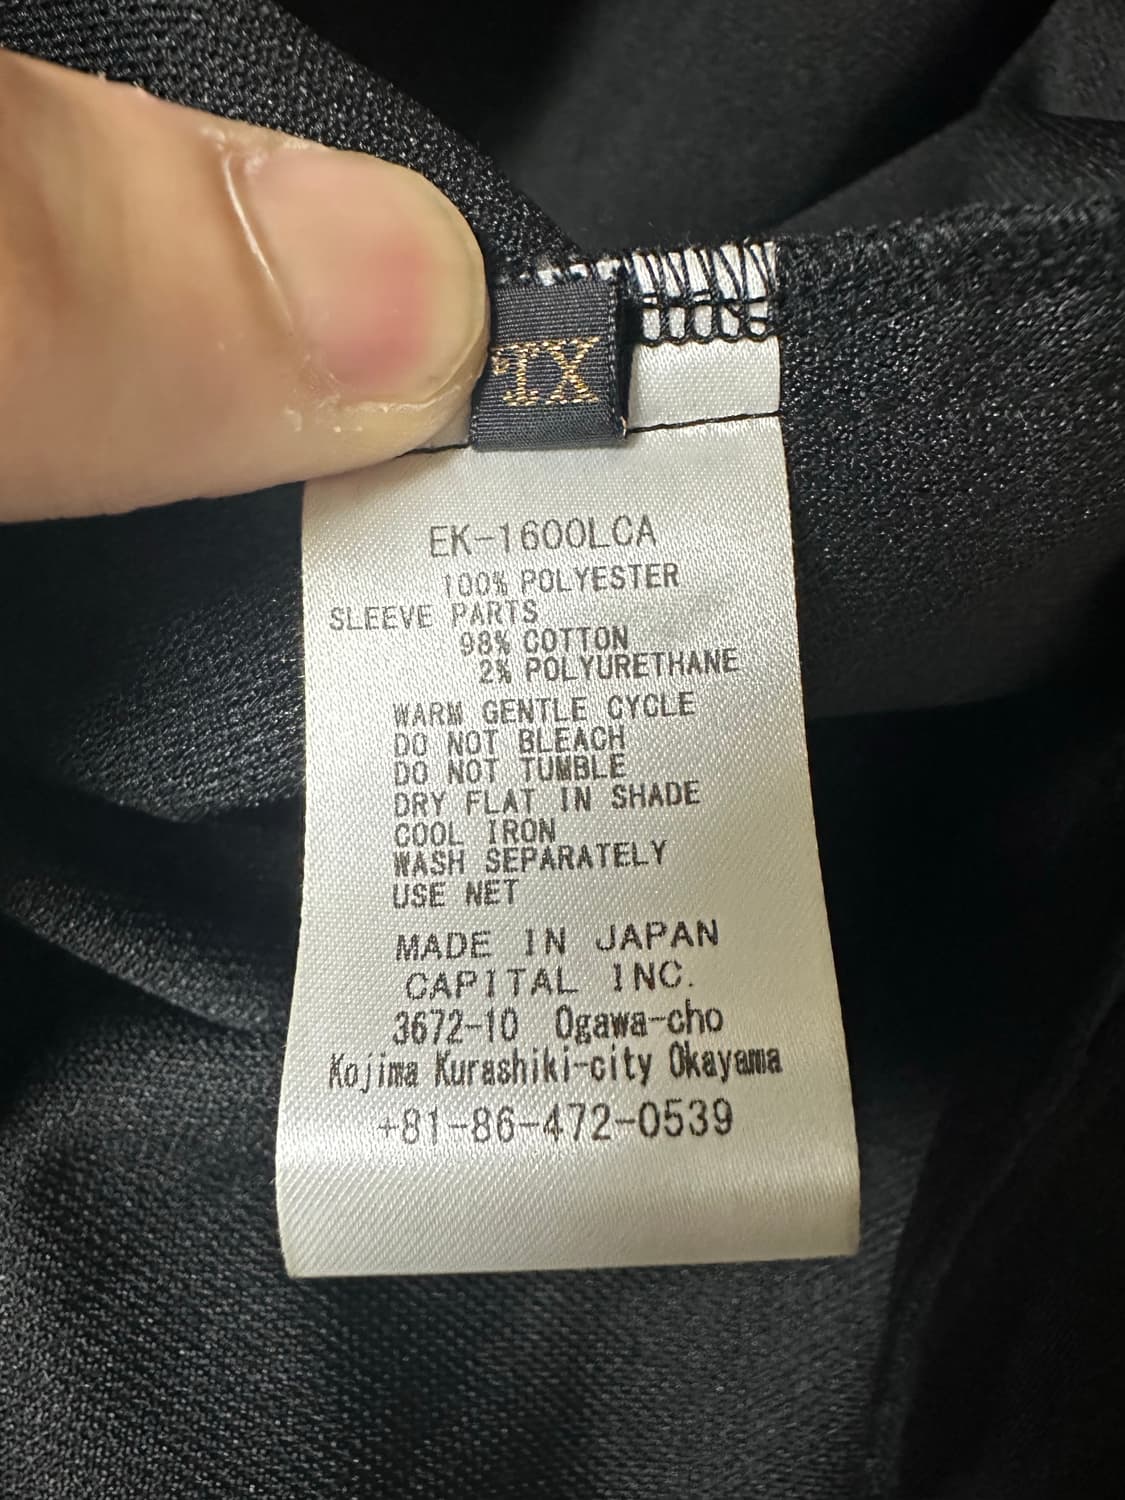 XL
EK-1600LCA
100% POLYESTER
SLEEVE PARTS
98% COTTON
2% POLYURETHANE
WARM GENTLE CYCLE
DO NOT BLEACH
DO NOT TUMBLE
DRY FLAT IN SHADE
COOL IRON
WASH SEPARATELY
USE NET
MADE IN JAPAN
CAPITAL INC.
3672-10 Ogawa-cho
Kojima Kurashiki-city Okayama
+81-86-472-0539